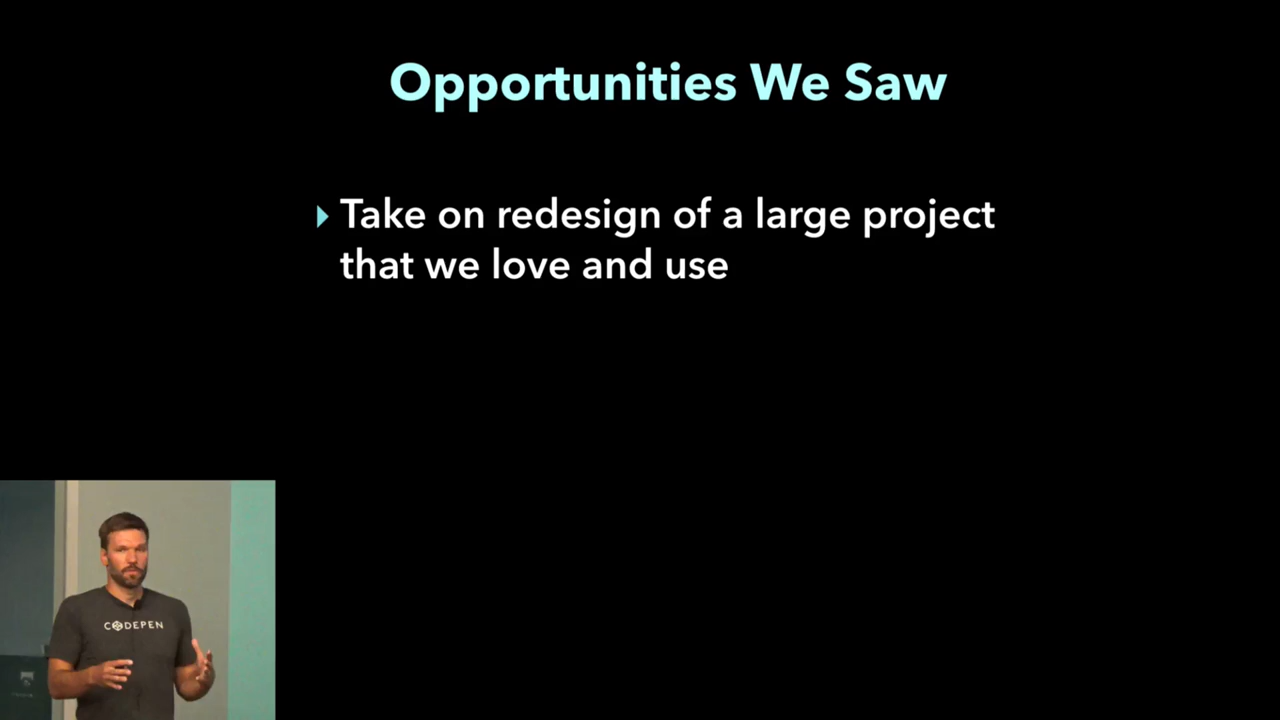 Opportunities We Saw
Take on redesign of a large project
that we love and use
CODEPEN